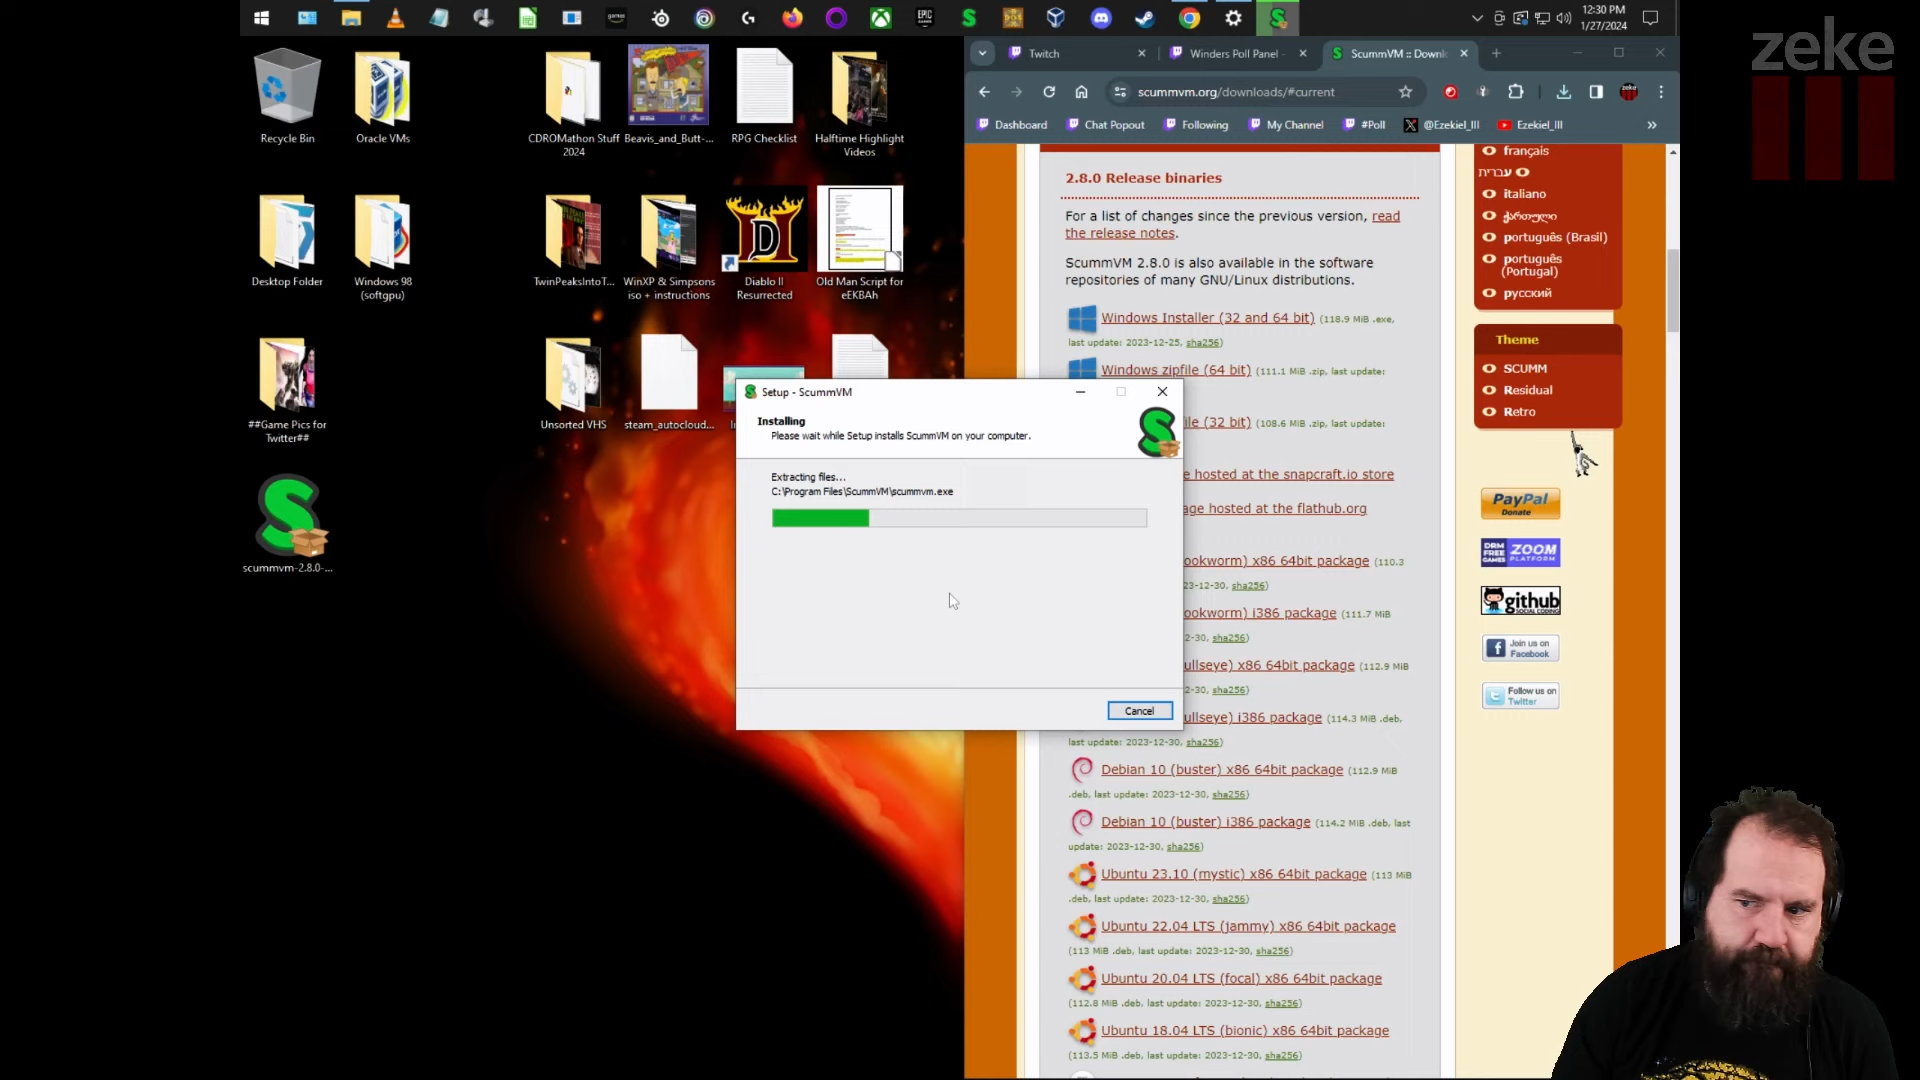 12:30 PM
1/27/2024
zeke
III
Recycle Bin
Oracle VMs
CDROMathon Stuff
2024
Beavis_and_Butt-...
RPG Checklist
Halftime Highlight
Videos
Desktop Folder
Windows 98
(softgpu)
TwinPeaksIntoT...
WinXP & Simpsons
iso + instructions
Diablo II
Resurrected
Old Man Script for
eEKBAh
##Game Pics for
Twitter##
Unsorted VHS
steam_autocloud...
scummvm-2.8.0-...
Twitch
Winders Poll Panel -
ScummVM :: Downl
scummvm.org/downloads/#current
Dashboard
Chat Popout
Following
My Channel
#Poll
@Ezekiel_III
Ezekiel_III
2.8.0 Release binaries
For a list of changes since the previous version, read
the release notes.
ScummVM 2.8.0 is also available in the software
repositories of many GNU/Linux distributions.
Windows Installer (32 and 64 bit) (118.9 MiB .exe,
last update: 2023-12-25, sha256)
Windows zipfile (64 bit) (111.1 MiB .zip, last update:
ile (32 bit) (108.6 MiB .zip, last update:
e hosted at the snapcraft.io store
age hosted at the flathub.org
ookworm) x86 64bit package (110.3
23-12-30, sha256)
ookworm) i386 package (111.7 MiB
2-30, sha256)
ullseye) x86 64bit package (112.9 MiB
2-30, sha256)
ullseye) i386 package (114.3 MiB .deb,
last update: 2023-12-30, sha256)
Debian 10 (buster) x86 64bit package (112.9 MiB
.deb, last update: 2023-12-30, sha256)
Debian 10 (buster) i386 package (114.2 MiB .deb, last
update: 2023-12-30, sha256)
Ubuntu 23.10 (mystic) x86 64bit package (113 MiB
.deb, last update: 2023-12-30, sha256)
Ubuntu 22.04 LTS (jammy) x86 64bit package
(113 MiB .deb, last update: 2023-12-30, sha256)
Ubuntu 20.04 LTS (focal) x86 64bit package
(112.8 MiB .deb, last update: 2023-12-30, sha256)
Ubuntu 18.04 LTS (bionic) x86 64bit package
(113.5 MiB .deb, last update: 2023-12-30, sha256)
français
עברית
italiano
ქართული
português (Brasil)
português
(Portugal)
русский
Theme
SCUMM
Residual
Retro
PayPal
Donate
DRM
FREE
GAMES
ZOOM
PLATFORM
github
SOCIAL CODING
Join us on
Facebook
Follow us on
Twitter
Setup - ScummVM
Installing
Please wait while Setup installs ScummVM on your computer.
Extracting files...
C:\Program Files\ScummVM\scummvm.exe
Cancel